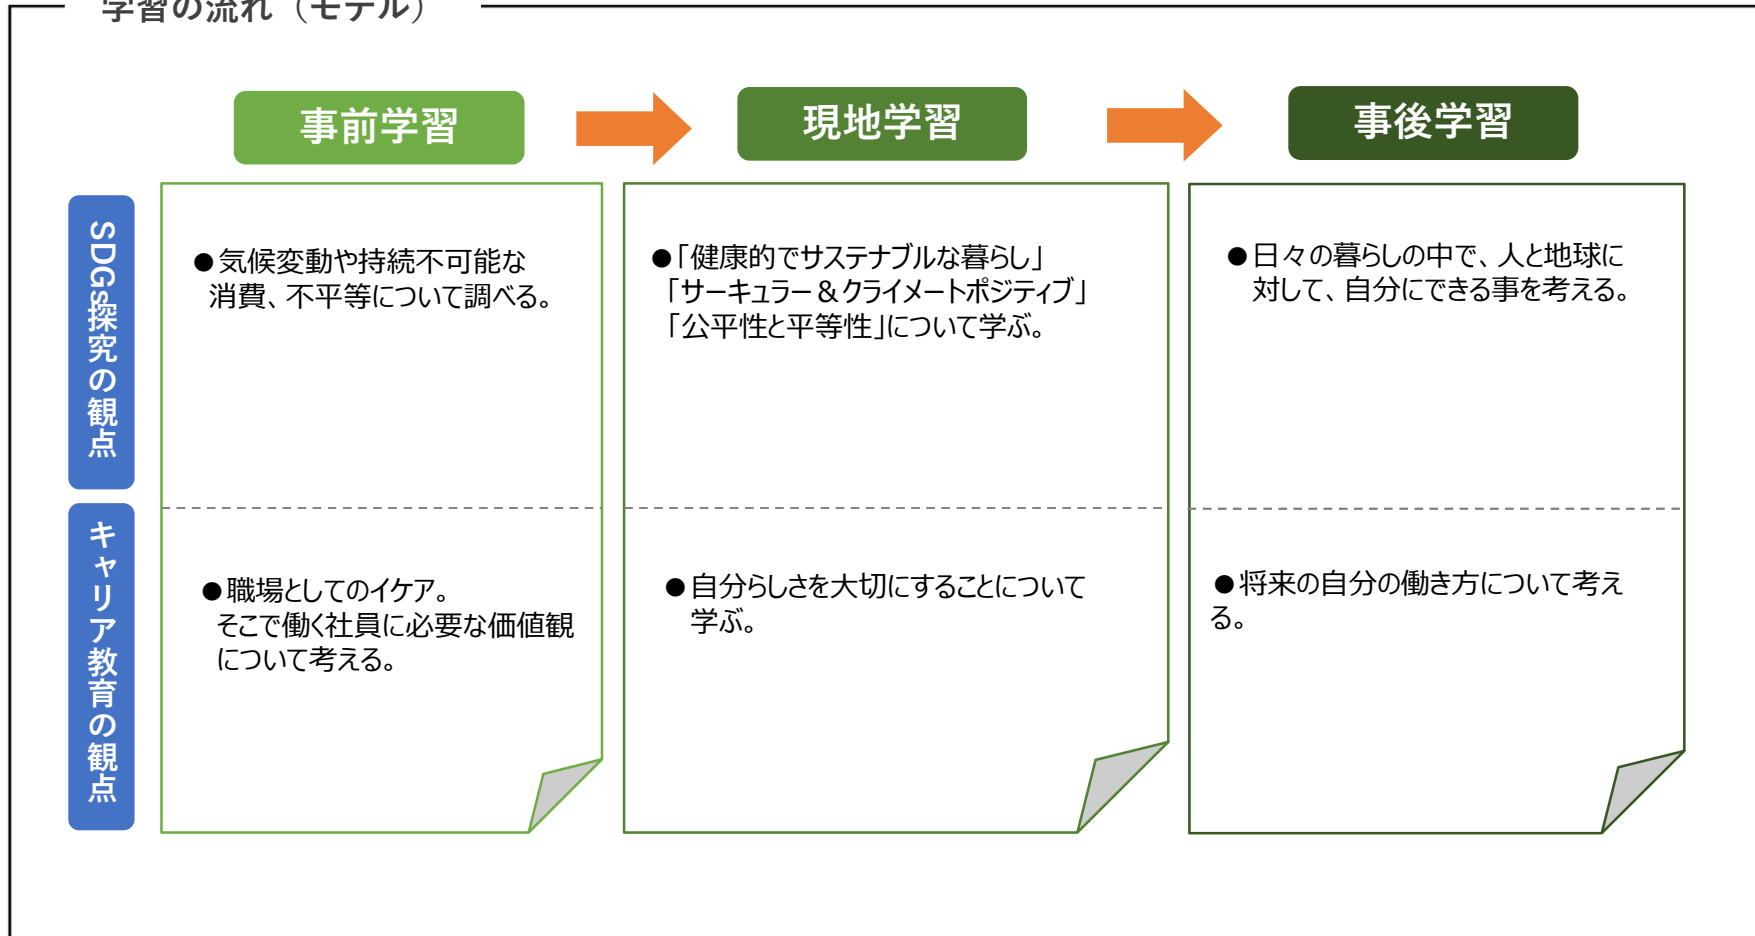 学習の流れ（モデル）
事前学習
現地学習
事後学習
SDGs探究の観点
●気候変動や持続不可能な
消費、不平等について調べる。
●「健康的でサステナブルな暮らし」
「サーキュラー＆クライメートポジティブ」
「公平性と平等性」について学ぶ。
●日々の暮らしの中で、人と地球に
対して、自分にできる事を考える。
キャリア教育の観点
●職場としてのイケア。
そこで働く社員に必要な価値観
について考える。
●自分らしさを大切にすることについて
学ぶ。
●将来の自分の働き方について考え
る。